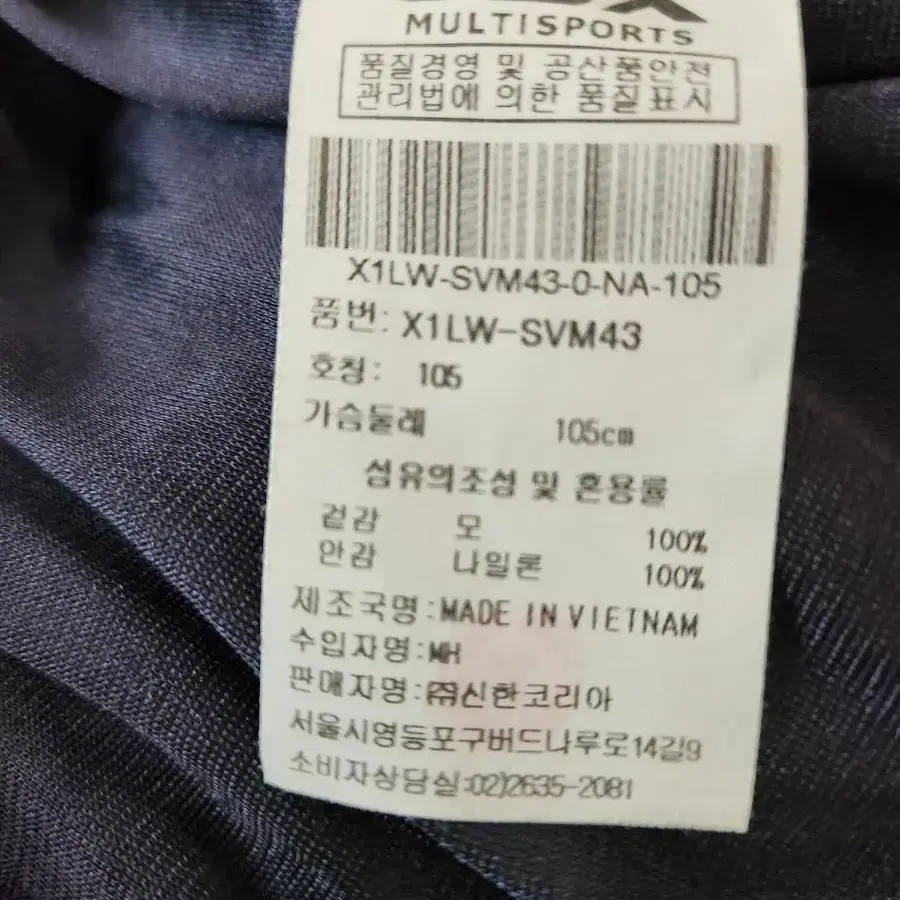 MULTISPORTS
품질경영 및 공산품안전
관리법에 의한 품질표시
X1LW-SVM43-0-NA-105
품번: X1LW-SVM43
호칭: 105
가슴둘레 105cm
섬유의조성 및 혼용률
겉감 모 100%
안감 나일론 100%
제조국명:MADE IN VIETNAM
수입자명:MH
판매자명:㈜신한코리아
서울시영등포구버드나루로14길9
소비자상담실:02)2635-2081